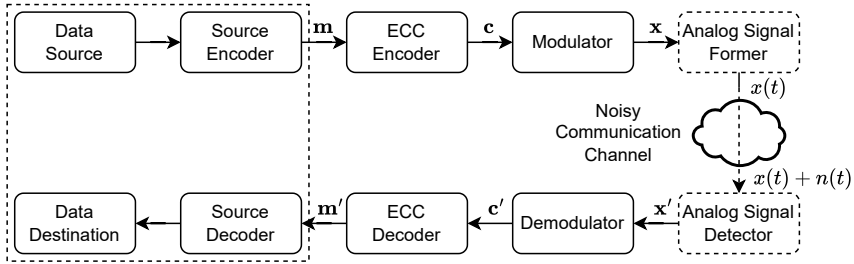 Data
Source
Source
Encoder
m
ECC
Encoder
c
Modulator
x
Analog Signal
Former
x(t)
Noisy
Communication
Channel
x(t) + n(t)
Data
Destination
Source
Decoder
m′
ECC
Decoder
c′
Demodulator
x′
Analog Signal
Detector